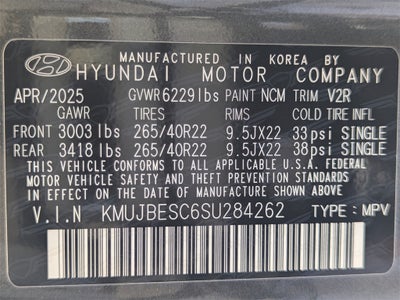 MANUFACTURED IN KOREA BY
HYUNDAI MOTOR COMPANY
APR/2025 GVWR 6229 lbs PAINT NCM TRIM V2R
GAWR TIRES RIMS COLD TIRE INFL
FRONT 3003 lbs 265/40R22 9.5JX22 33psi SINGLE
REAR 3418 lbs 265/40R22 9.5JX22 38psi SINGLE
THIS VEHICLE CONFORMS TO ALL APPLICABLE U.S.A. FEDERAL
MOTOR VEHICLE SAFETY AND THEFT PREVENTION STANDARDS
IN EFFECT ON THE DATE OF MANUFACTURE SHOWN ABOVE.
V.I.N KMUJBESC6SU284262 TYPE: MPV